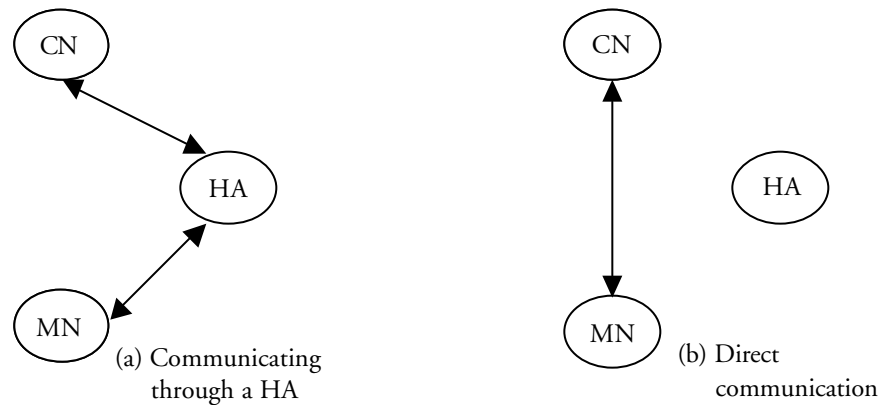 CN
HA
MN
(a) Communicating
through a HA
CN
HA
MN
(b) Direct
communication